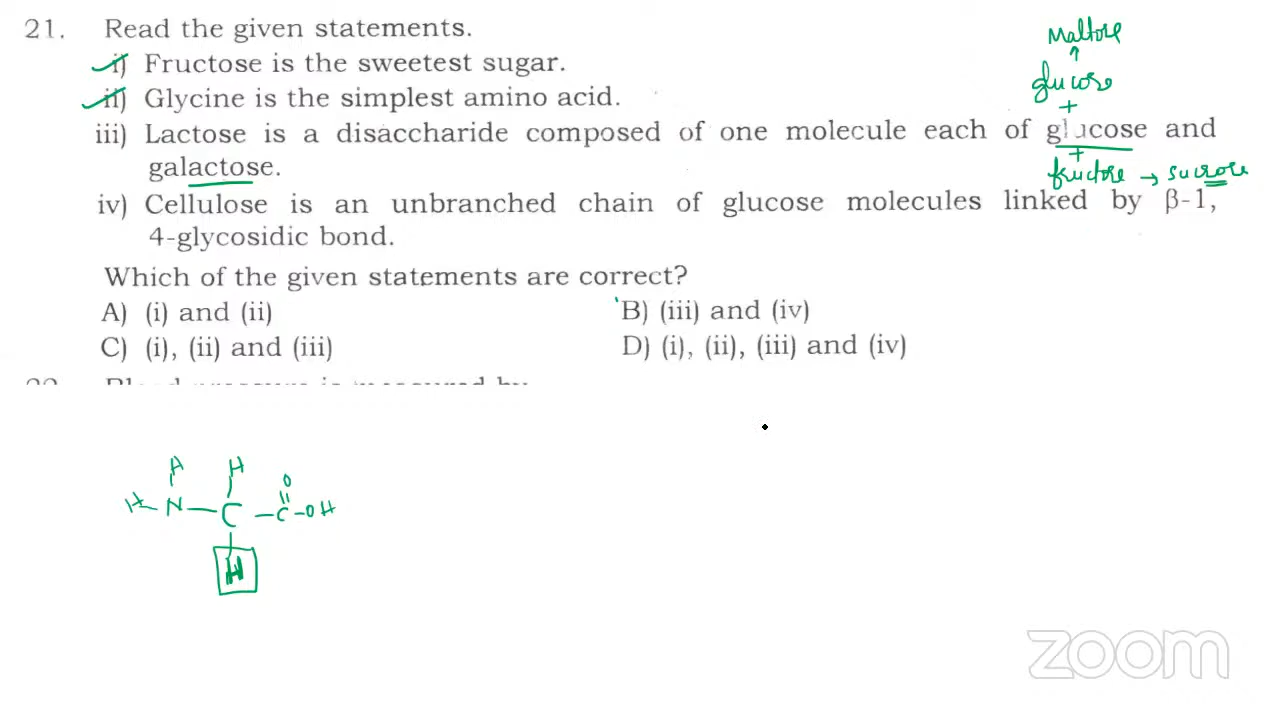 Maltose
↑
glucose
+
21. Read the given statements.
i) Fructose is the sweetest sugar.
ii) Glycine is the simplest amino acid.
iii) Lactose is a disaccharide composed of one molecule each of glucose and
galactose.
+
fructose → sucrose
iv) Cellulose is an unbranched chain of glucose molecules linked by β-1,
4-glycosidic bond.
Which of the given statements are correct?
A) (i) and (ii) B) (iii) and (iv)
C) (i), (ii) and (iii) D) (i), (ii), (iii) and (iv)
H H O
H-N-C-C-OH
H
zoom